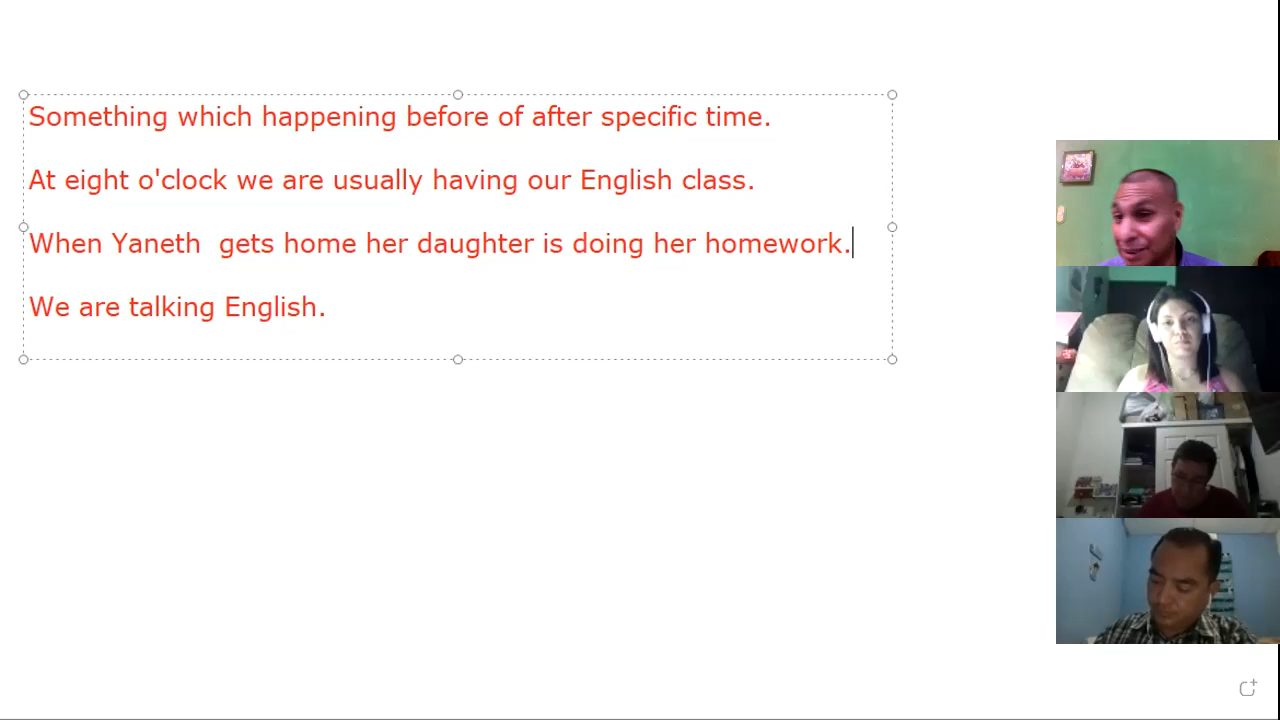 Something which happening before of after specific time.
At eight o'clock we are usually having our English class.
When Yaneth  gets home her daughter is doing her homework.
We are talking English.